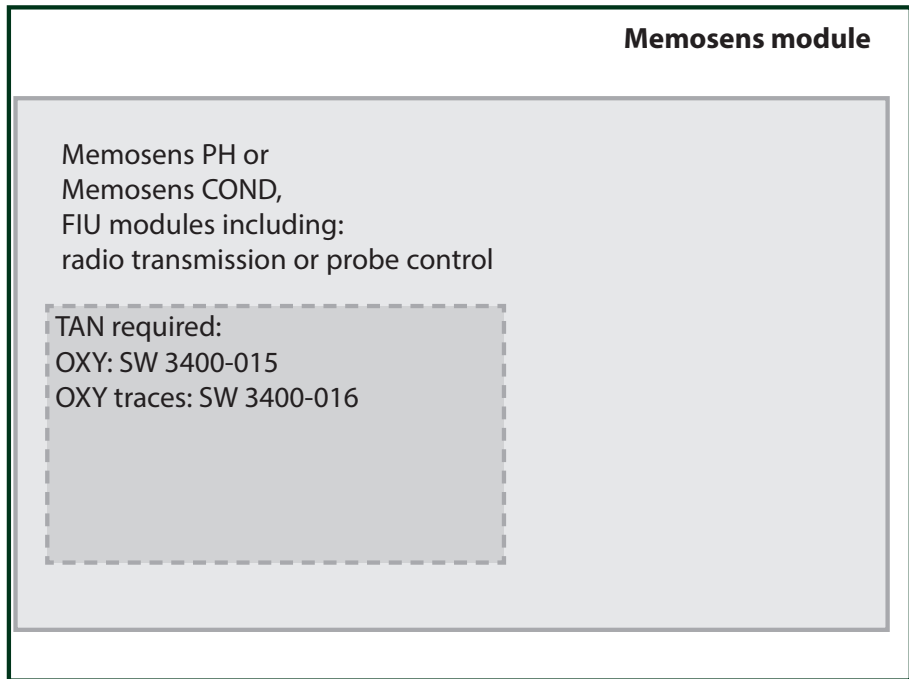 Memosens module
Memosens PH or
Memosens COND,
FIU modules including:
radio transmission or probe control
TAN required:
OXY: SW 3400-015
OXY traces: SW 3400-016